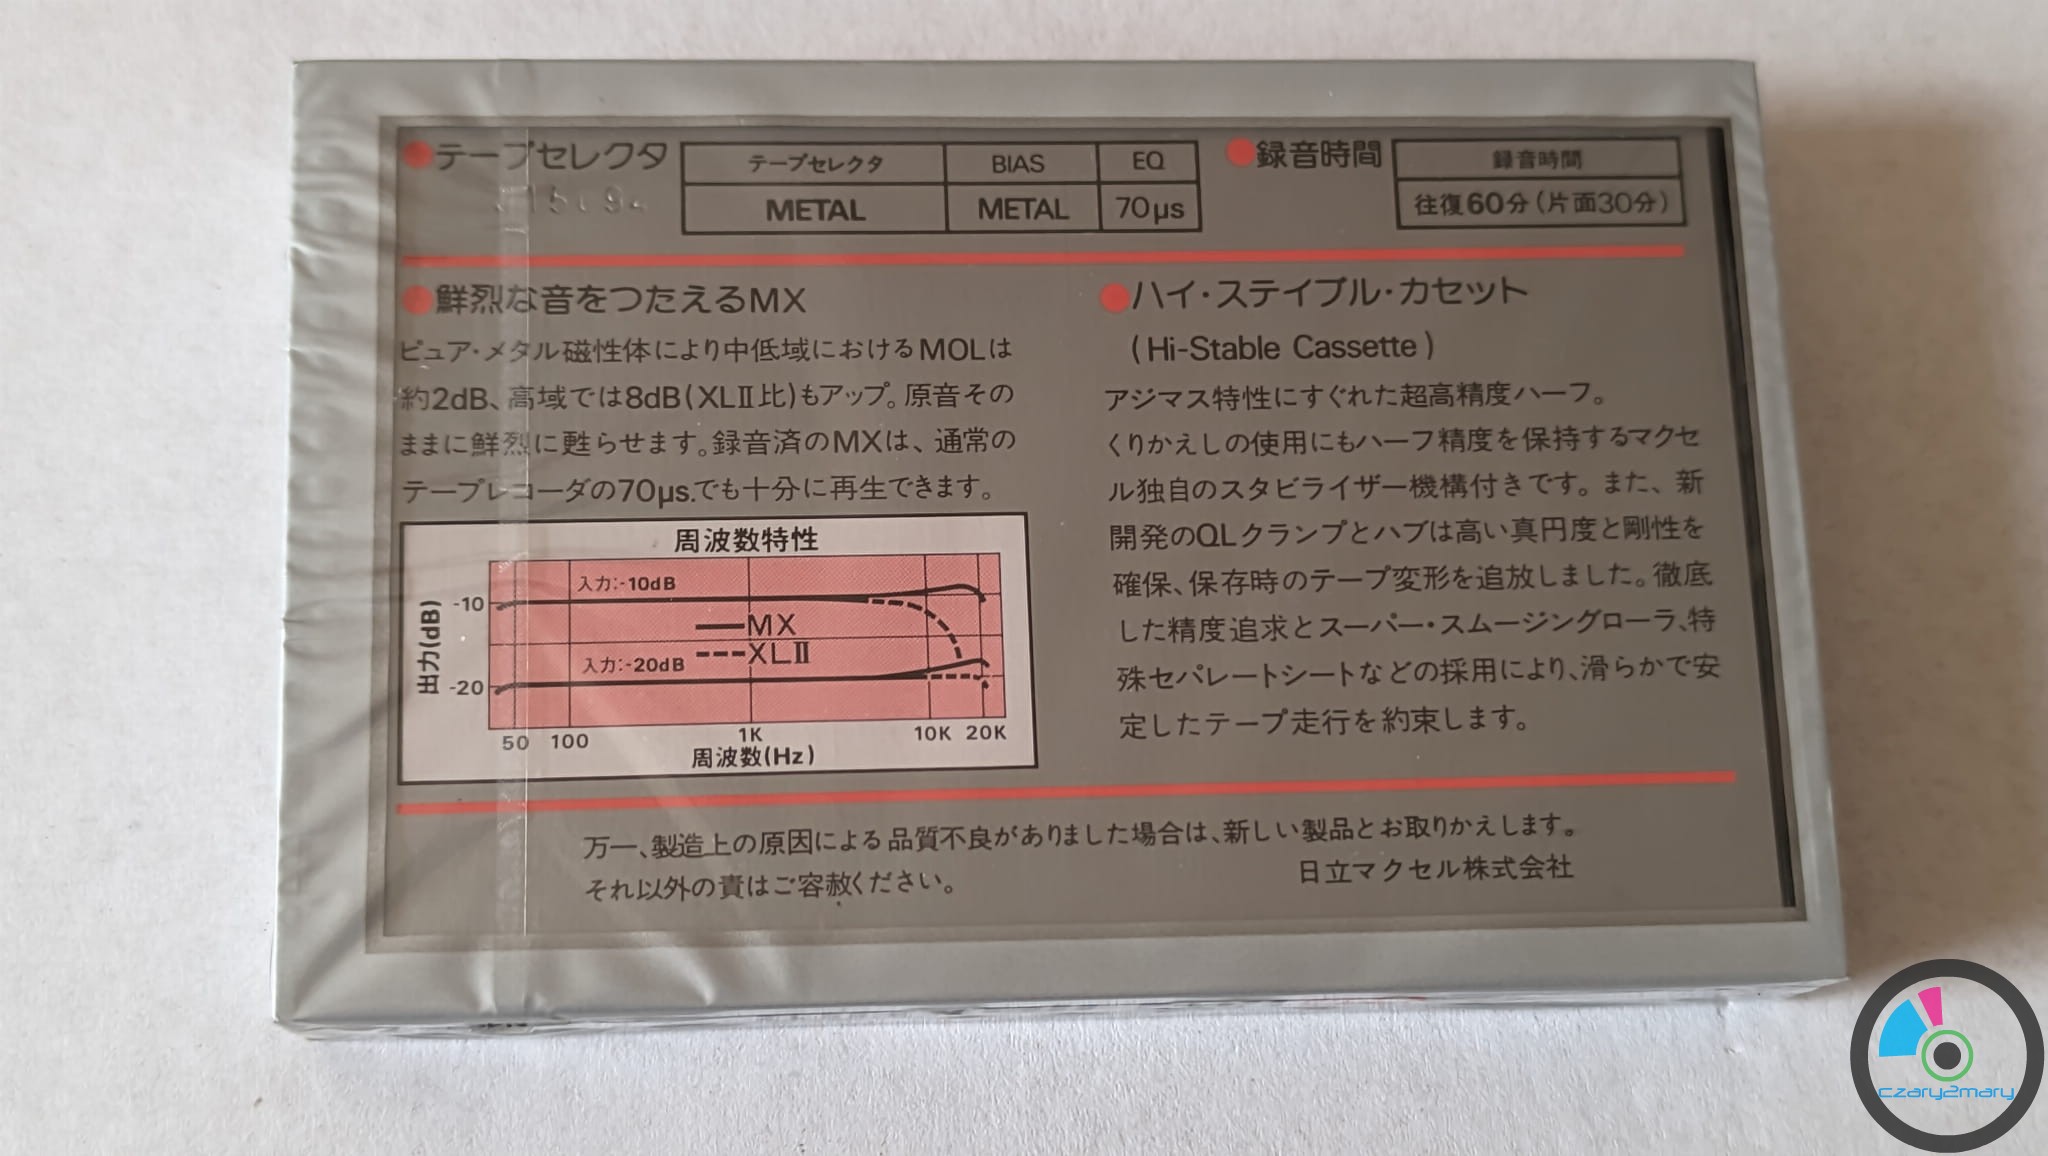 ●テープセレクタ
テープセレクタ BIAS EQ
METAL METAL 70μs
●録音時間
録音時間
往復60分(片面30分)
●鮮烈な音をつたえるMX
ピュア・メタル磁性体により中低域におけるMOLは
約2dB、高域では8dB(XLⅡ比)もアップ。原音その
ままに鮮烈に甦らせます。録音済のMXは、通常の
テープレコーダの70μs.でも十分に再生できます。
周波数特性
入力:-10dB
-10
MX
XLⅡ
入力:-20dB
-20
出力(dB)
50 100 1K 10K 20K
周波数(Hz)
●ハイ・ステイブル・カセット
(Hi-Stable Cassette)
アジマス特性にすぐれた超高精度ハーフ。
くりかえしの使用にもハーフ精度を保持するマクセ
ル独自のスタビライザー機構付きです。また、新
開発のQLクランプとハブは高い真円度と剛性を
確保、保存時のテープ変形を追放しました。徹底
した精度追求とスーパー・スムージングローラ、特
殊セパレートシートなどの採用により、滑らかで安
定したテープ走行を約束します。
万一、製造上の原因による品質不良がありました場合は、新しい製品とお取りかえします。
それ以外の責はご容赦ください。
日立マクセル株式会社
czary2mary